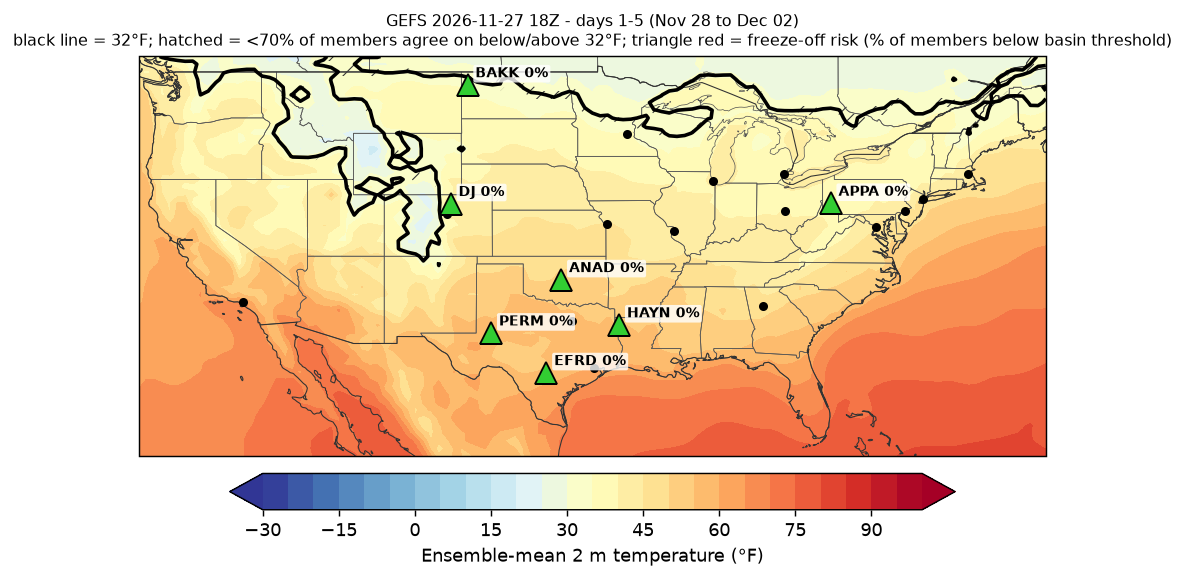 GEFS 2026-11-27 18Z - days 1-5 (Nov 28 to Dec 02)
black line = 32°F; hatched = <70% of members agree on below/above 32°F; triangle red = freeze-off risk (% of members below basin threshold)
BAKK 0%
DJ 0%
APPA 0%
ANAD 0%
HAYN 0%
PERM 0%
EFRD 0%
−30 −15 0 15 30 45 60 75 90
Ensemble-mean 2 m temperature (°F)